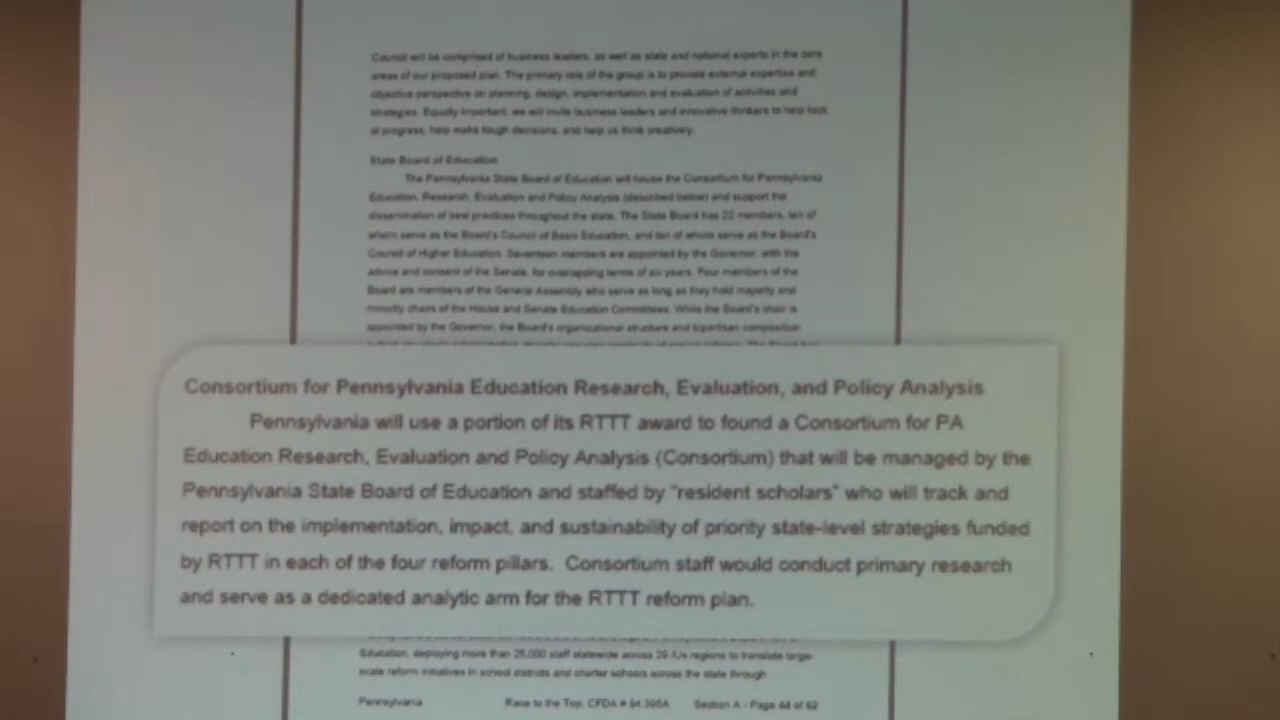 Council will be comprised of business leaders, as well as state and national experts in the core
areas of our proposed plan. The primary role of the group is to provide external expertise and
objective perspective on planning, design, implementation and evaluation of activities and
strategies. Equally important, we will invite business leaders and innovative thinkers to help look
at progress, help make tough decisions, and help us think creatively.
State Board of Education
The Pennsylvania State Board of Education will house the Consortium for Pennsylvania
Education, Research, Evaluation and Policy Analysis (described below) and support the
dissemination of best practices throughout the state. The State Board has 22 members, ten of
whom serve as the Board's Council of Basic Education, and ten of whom serve as the Board's
Council of Higher Education. Seventeen members are appointed by the Governor, with the
advise and consent of the Senate, for overlapping terms of six years. Four members of the
Board are members of the General Assembly who serve as long as they hold majority and
minority chairs of the House and Senate Education Committees. While the Board's chair is
appointed by the Governor, the Board's organizational structure and bipartisan composition
Consortium for Pennsylvania Education Research, Evaluation, and Policy Analysis
Pennsylvania will use a portion of its RTTT award to found a Consortium for PA
Education Research, Evaluation and Policy Analysis (Consortium) that will be managed by the
Pennsylvania State Board of Education and staffed by "resident scholars" who will track and
report on the implementation, impact, and sustainability of priority state-level strategies funded
by RTTT in each of the four reform pillars. Consortium staff would conduct primary research
and serve as a dedicated analytic arm for the RTTT reform plan.
Education, deploying more than 26,000 staff statewide across 29 IUs regions to translate large-
scale reform initiatives in school districts and charter schools across the state through
Pennsylvania Race to the Top, CFDA # 84.395A Section A - Page 44 of 62